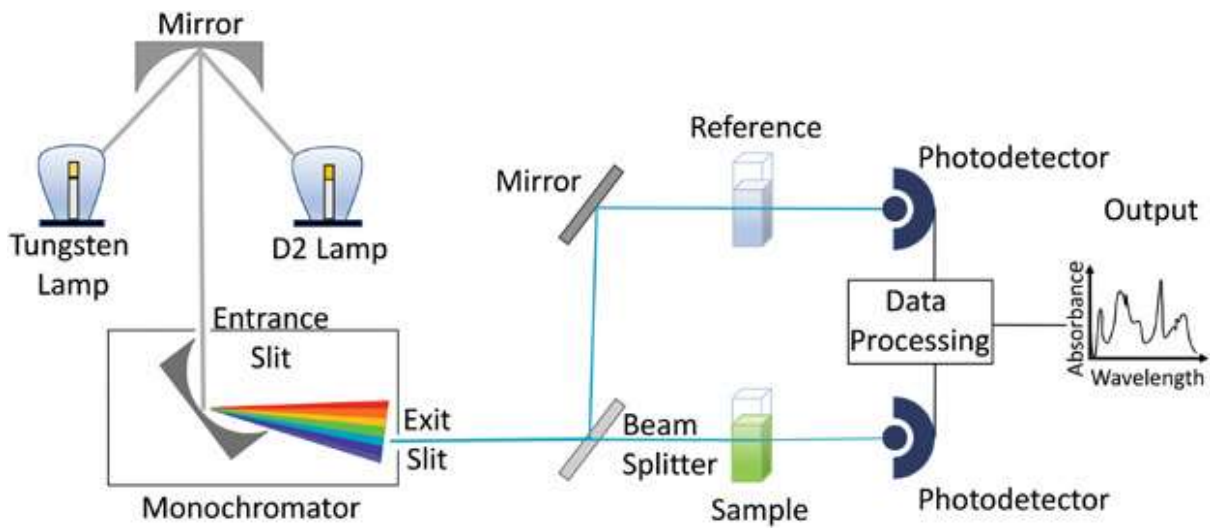 Mirror
Tungsten
Lamp
D2 Lamp
Entrance
Slit
Exit
Slit
Monochromator
Mirror
Beam
Splitter
Reference
Sample
Photodetector
Data
Processing
Photodetector
Output
Absorbance
Wavelength